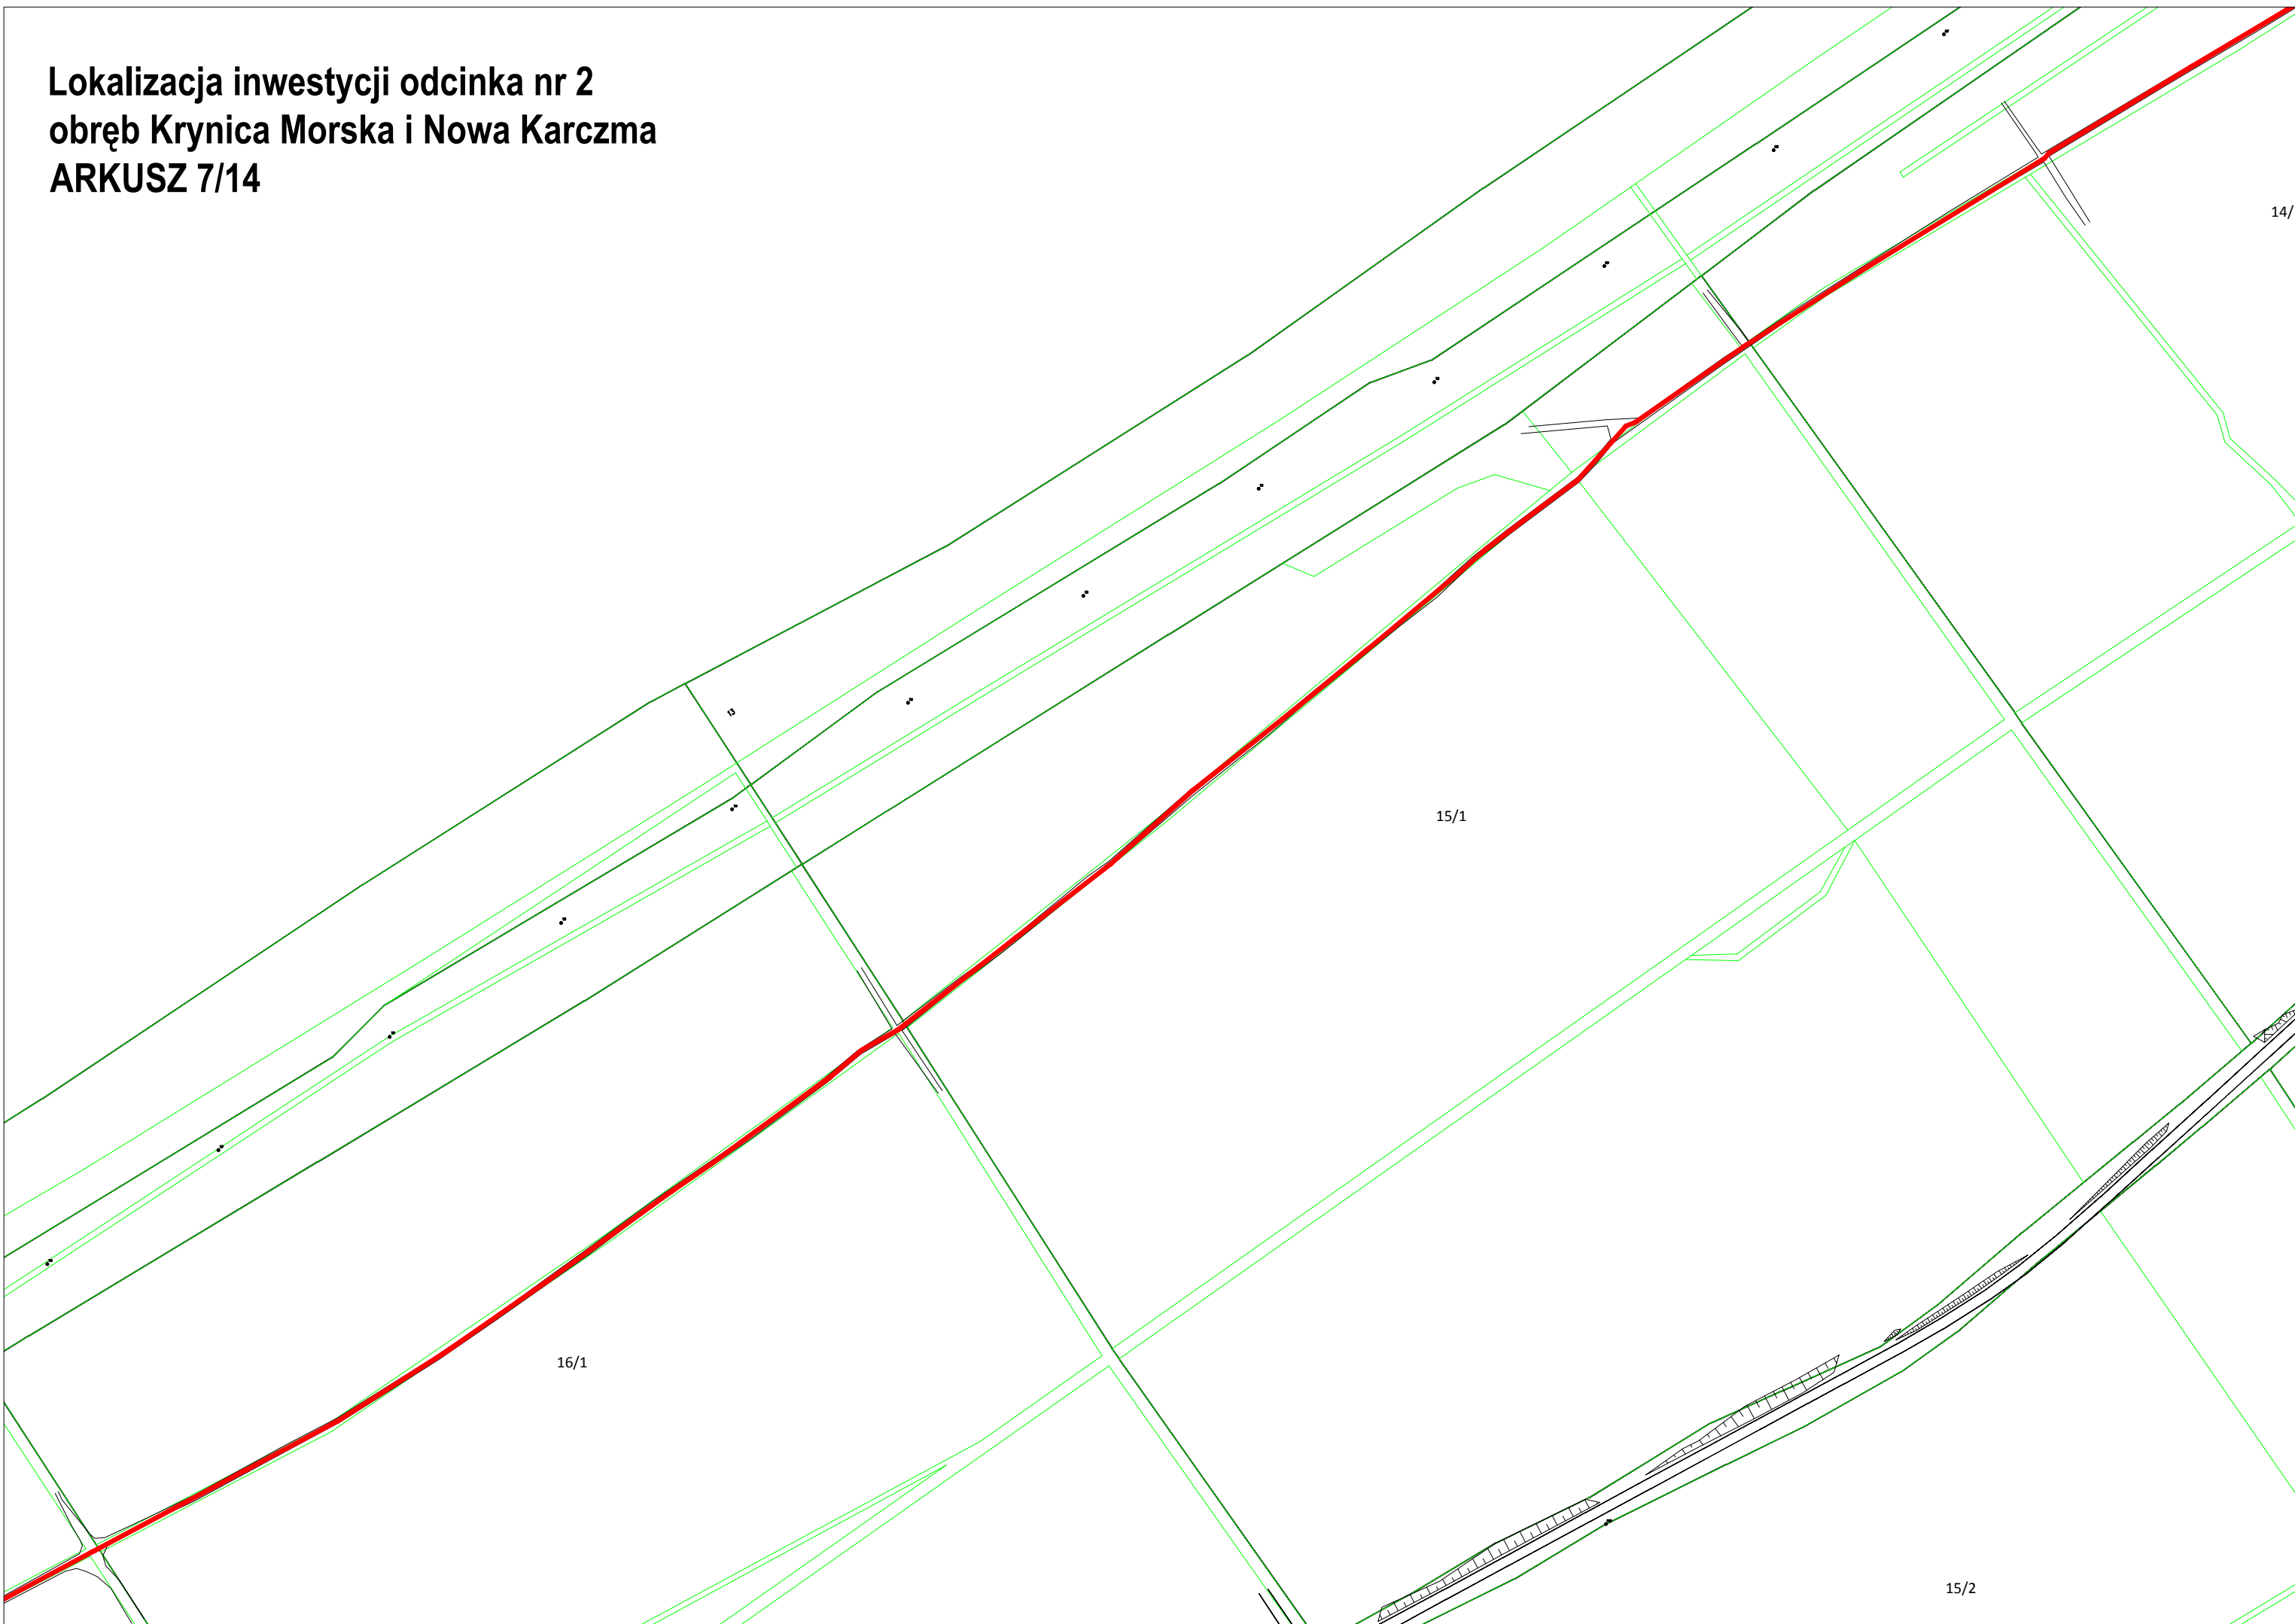 Lokalizacja inwestycji odcinka nr 2
obręb Krynica Morska i Nowa Karczma
ARKUSZ 7/14
14/
13
15/1
16/1
15/2